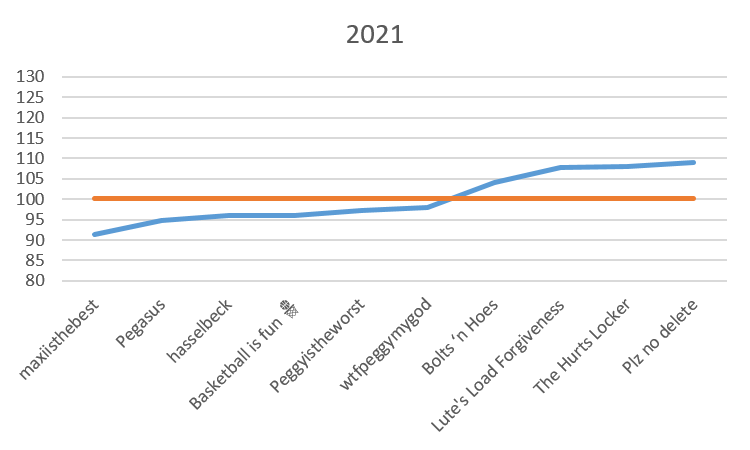 2021
130
125
120
115
110
105
100
95
90
85
80
maxiisthebest
Pegasus
hasselbeck
Basketball is fun
Peggyistheworst
wtfpeggymygod
Bolts 'n Hoes
Lute's Load Forgiveness
The Hurts Locker
Plz no delete